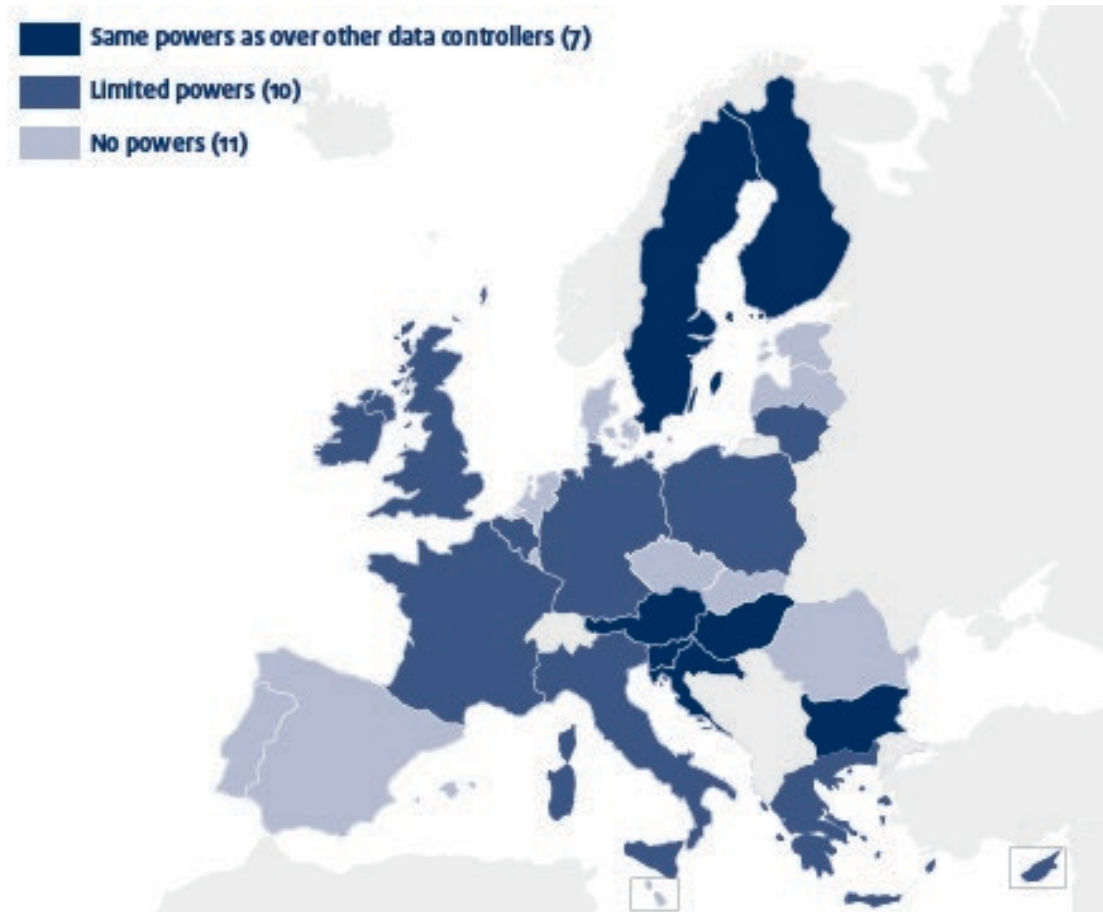 Same powers as over other data controllers (7)
Limited powers (10)
No powers (11)